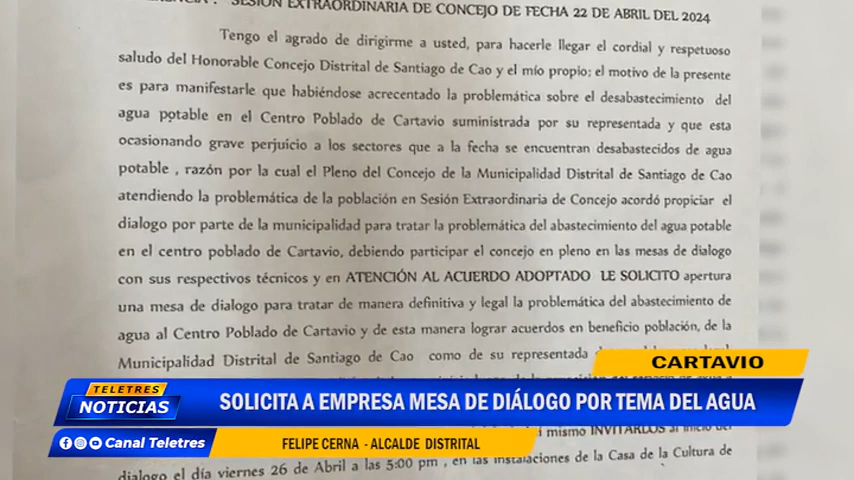 SESIÓN EXTRAORDINARIA DE CONCEJO DE FECHA 22 DE ABRIL DEL 2024
Tengo el agrado de dirigirme a usted, para hacerle llegar el cordial y respetuoso
saludo del Honorable Concejo Distrital de Santiago de Cao y el mío propio; el motivo de la presente
es para manifestarle que habiéndose acrecentado la problemática sobre el desabastecimiento del
agua potable en el Centro Poblado de Cartavio suministrada por su representada y que esta
ocasionando grave perjuicio a los sectores que a la fecha se encuentran desabastecidos de agua
potable , razón por la cual el Pleno del Concejo de la Municipalidad Distrital de Santiago de Cao
atendiendo la problemática de la población en Sesión Extraordinaria de Concejo acordó propiciar el
dialogo por parte de la municipalidad para tratar la problemática del abastecimiento del agua potable
en el centro poblado de Cartavio, debiendo participar el concejo en pleno en las mesas de dialogo
con sus respectivos técnicos y en ATENCIÓN AL ACUERDO ADOPTADO LE SOLICITO apertura
una mesa de dialogo para tratar de manera definitiva y legal la problemática del abastecimiento de
agua al Centro Poblado de Cartavio y de esta manera lograr acuerdos en beneficio población, de la
Municipalidad Distrital de Santiago de Cao como de su representada
CARTAVIO
TELETRES
NOTICIAS
SOLICITA A EMPRESA MESA DE DIÁLOGO POR TEMA DEL AGUA
Canal Teletres
FELIPE CERNA - ALCALDE DISTRITAL
mismo INVITARLOS al inicio del
dialogo el día viernes 26 de Abril a las 5:00 pm , en las instalaciones de la Casa de la Cultura de